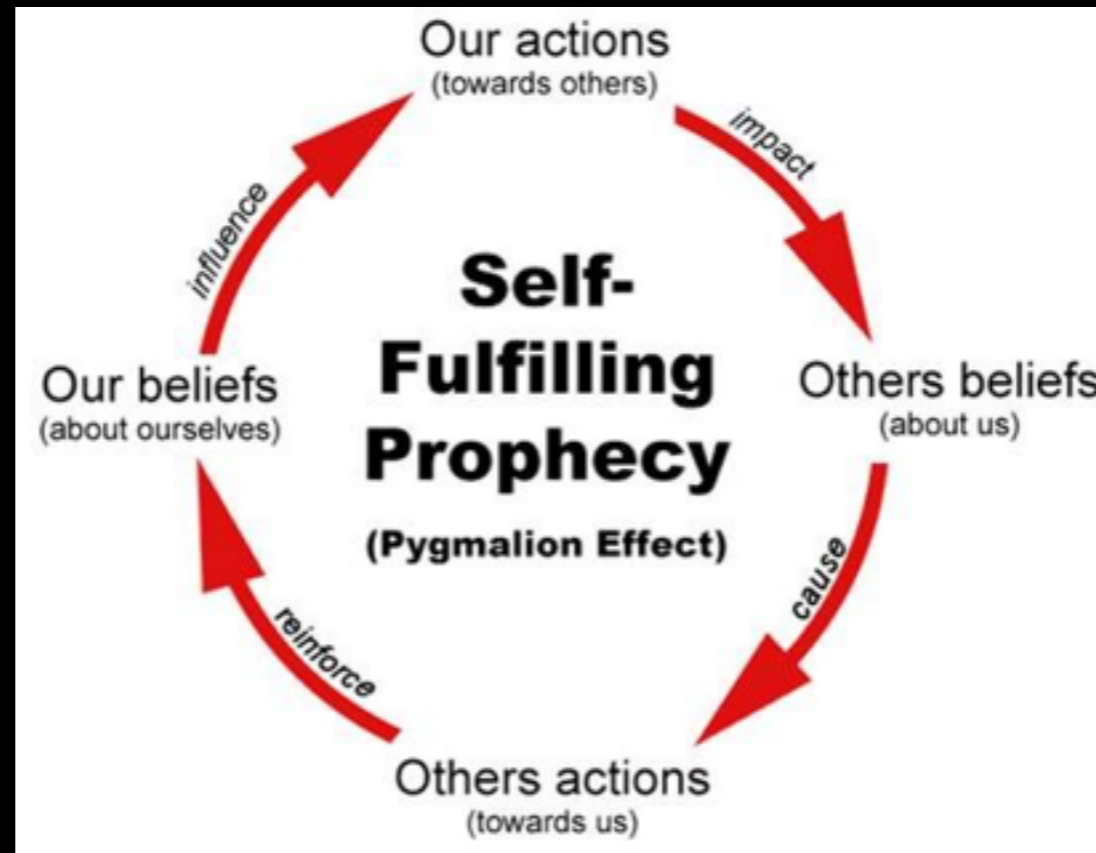 Our actions
(towards others)
impact
Others beliefs
(about us)
cause
Others actions
(towards us)
reinforce
Our beliefs
(about ourselves)
influence
Self-
Fulfilling
Prophecy
(Pygmalion Effect)